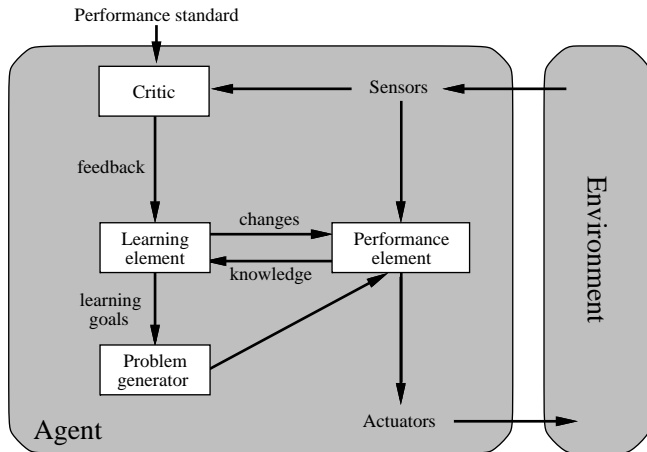 Performance standard
Critic
Sensors
feedback
changes
Learning
element
Performance
element
knowledge
learning
goals
Problem
generator
Agent
Actuators
Environment